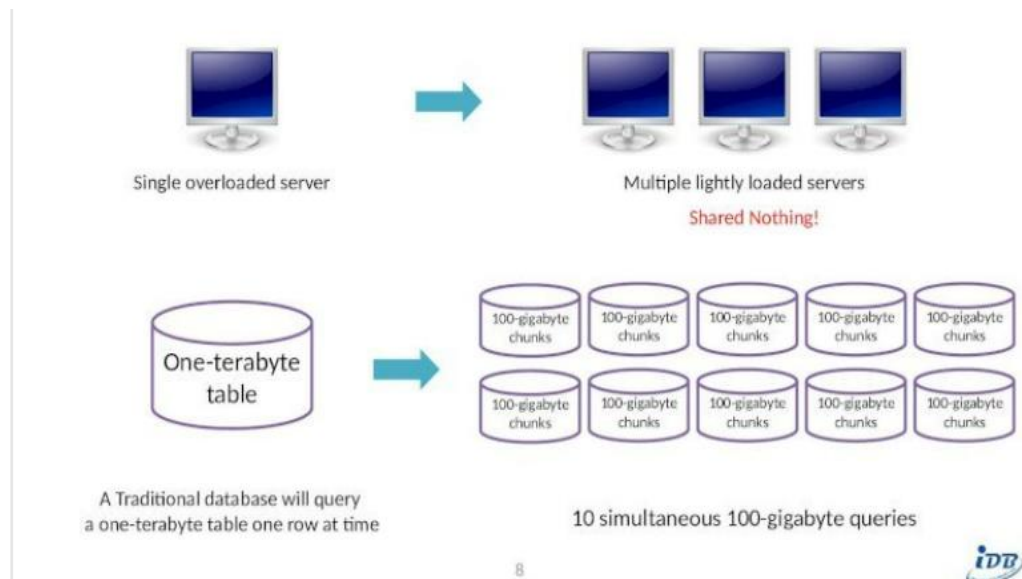 Single overloaded server
Multiple lightly loaded servers
Shared Nothing!
One-terabyte
table
100-gigabyte
chunks
100-gigabyte
chunks
100-gigabyte
chunks
100-gigabyte
chunks
100-gigabyte
chunks
100-gigabyte
chunks
100-gigabyte
chunks
100-gigabyte
chunks
100-gigabyte
chunks
100-gigabyte
chunks
A Traditional database will query
a one-terabyte table one row at time
10 simultaneous 100-gigabyte queries
8
iDB